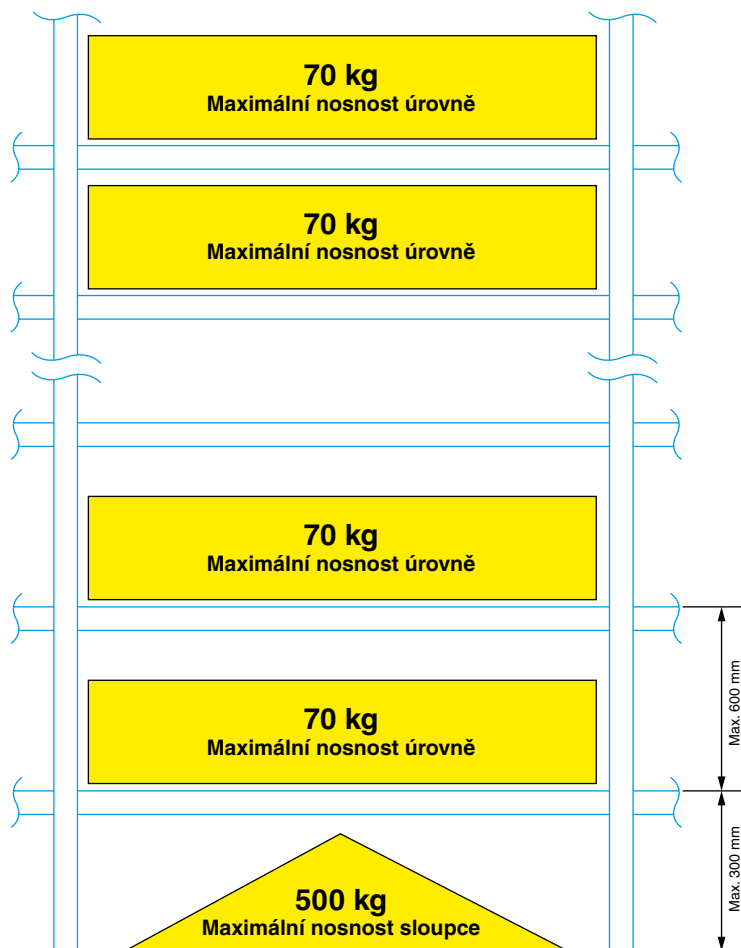 70 kg
Maximální nosnost úrovně
70 kg
Maximální nosnost úrovně
70 kg
Maximální nosnost úrovně
Max. 600 mm
70 kg
Maximální nosnost úrovně
Max. 300 mm
500 kg
Maximální nosnost sloupce